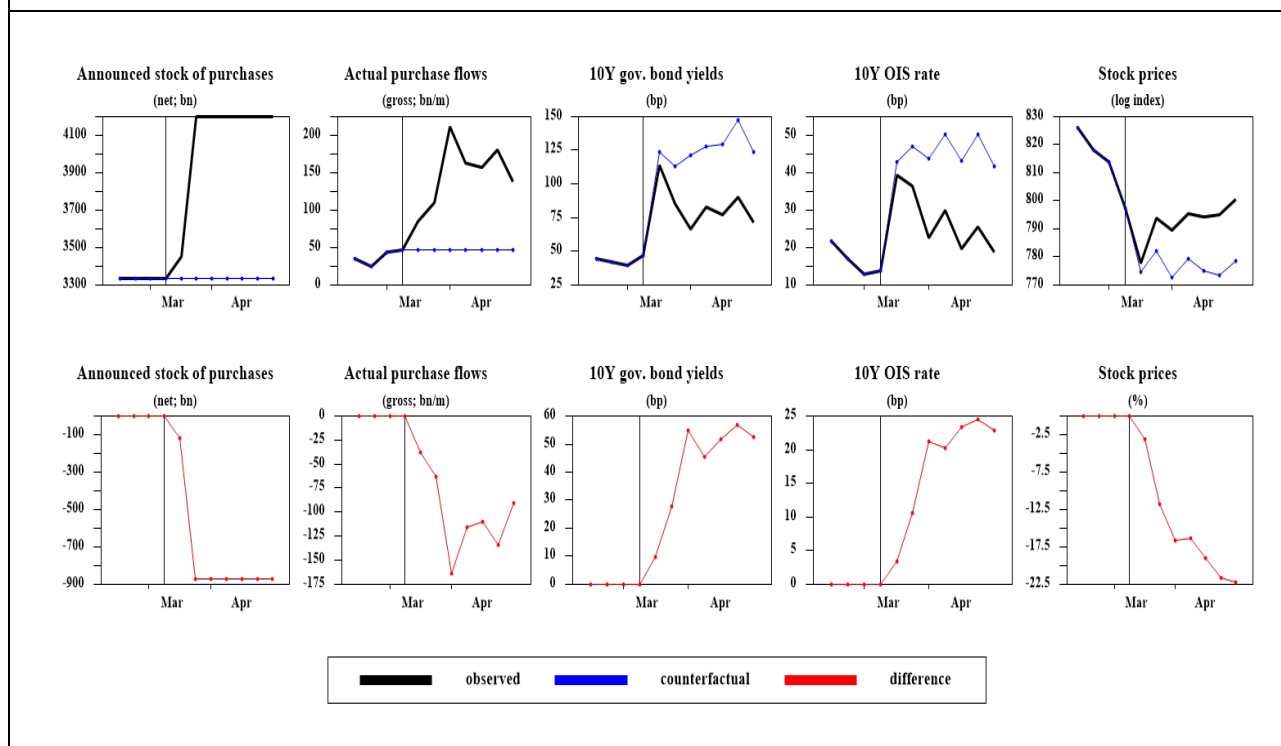 Announced stock of purchases
(net; bn)
4100
3900
3700
3500
3300
Mar
Apr
Actual purchase flows
(gross; bn/m)
200
150
100
50
0
Mar
Apr
10Y gov. bond yields
(bp)
150
125
100
75
50
25
Mar
Apr
10Y OIS rate
(bp)
50
40
30
20
10
Mar
Apr
Stock prices
(log index)
830
820
810
800
790
780
770
Mar
Apr
Announced stock of purchases
(net; bn)
-100
-300
-500
-700
-900
Mar
Apr
Actual purchase flows
(gross; bn/m)
0
-25
-50
-75
-100
-125
-150
-175
Mar
Apr
10Y gov. bond yields
(bp)
60
50
40
30
20
10
0
Mar
Apr
10Y OIS rate
(bp)
25
20
15
10
5
0
Mar
Apr
Stock prices
(%)
-2.5
-7.5
-12.5
-17.5
-22.5
Mar
Apr
observed
counterfactual
difference